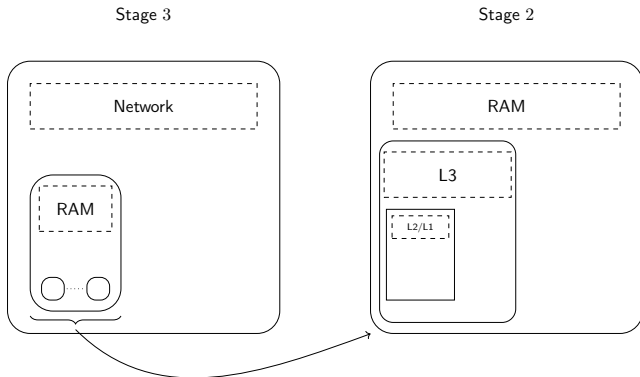 Stage 3
Stage 2
Network
RAM
RAM
L3
L2/L1